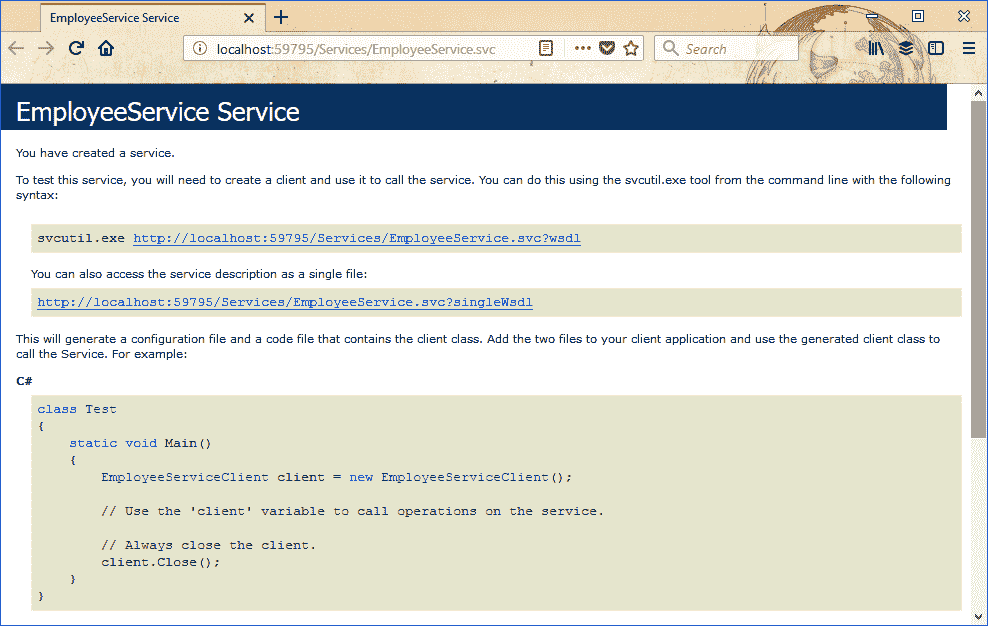 EmployeeService Service
localhost:59795/Services/EmployeeService.svc
Search
EmployeeService Service
You have created a service.
To test this service, you will need to create a client and use it to call the service. You can do this using the svcutil.exe tool from the command line with the following
syntax:
svcutil.exe http://localhost:59795/Services/EmployeeService.svc?wsdl
You can also access the service description as a single file:
http://localhost:59795/Services/EmployeeService.svc?singleWsdl
This will generate a configuration file and a code file that contains the client class. Add the two files to your client application and use the generated client class to
call the Service. For example:
C#
class Test
{
    static void Main()
    {
        EmployeeServiceClient client = new EmployeeServiceClient();
        // Use the 'client' variable to call operations on the service.
        // Always close the client.
        client.Close();
    }
}